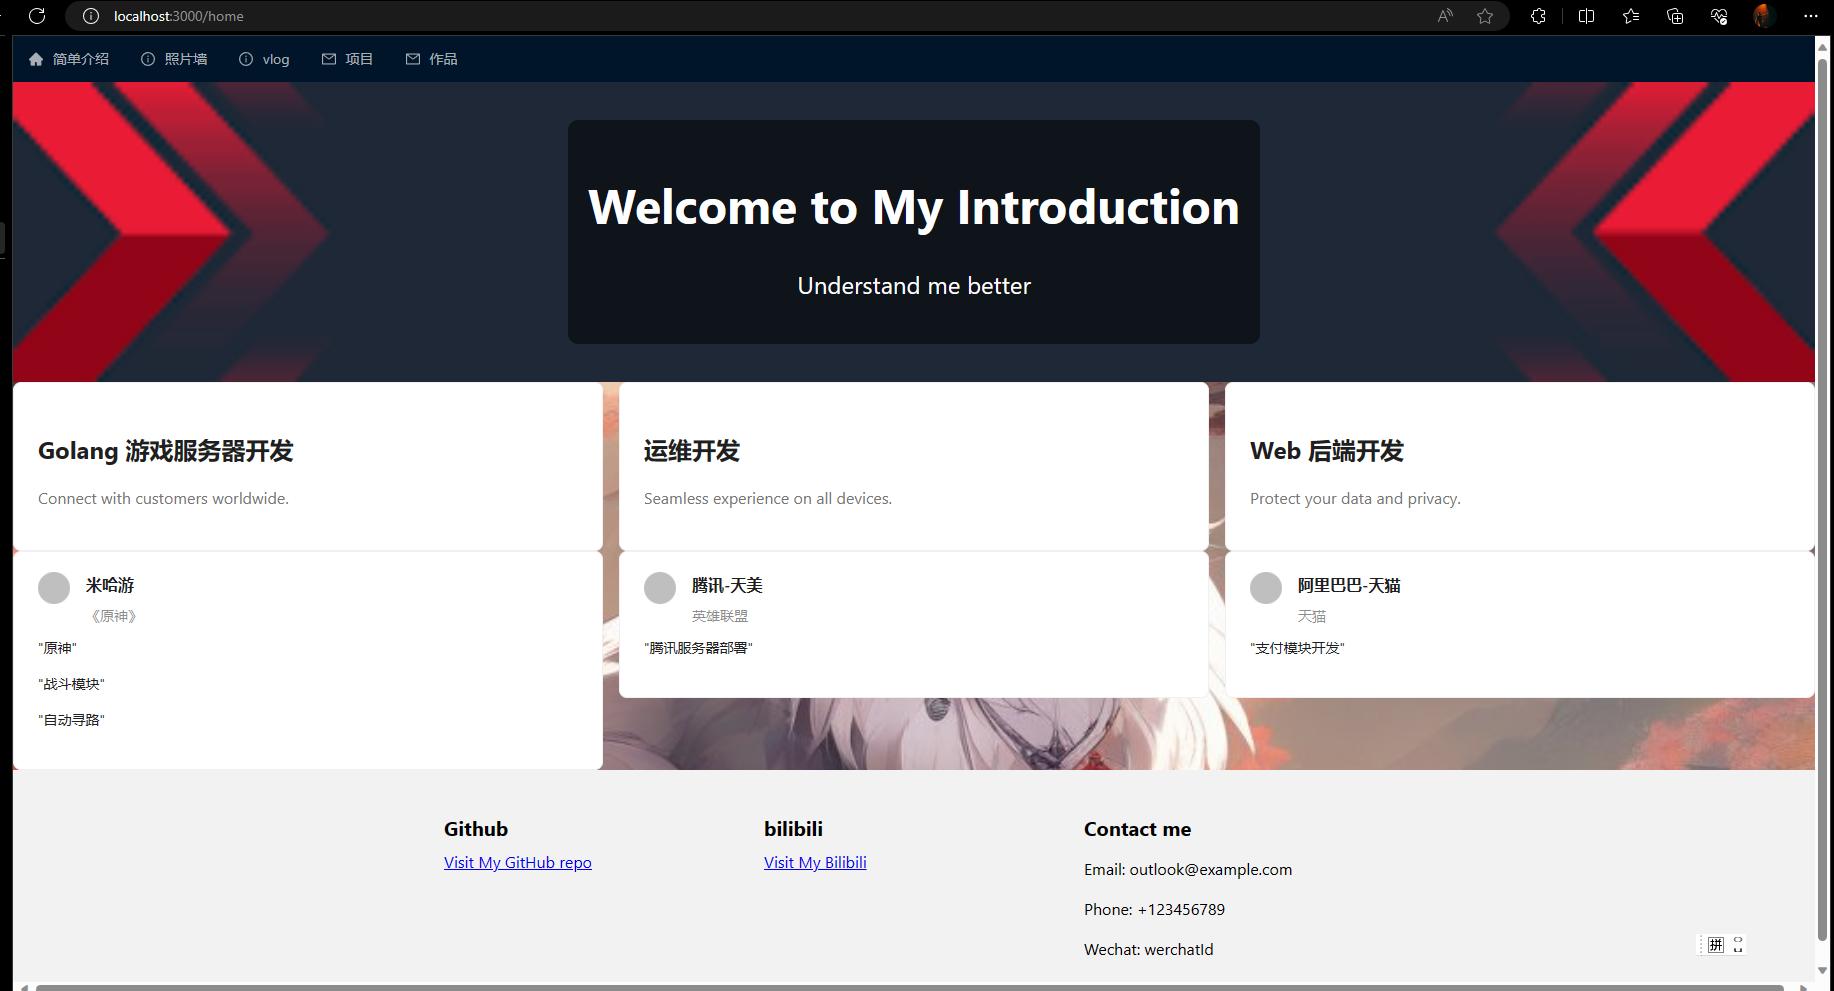 localhost:3000/home
简单介绍 照片墙 vlog 项目 作品
Welcome to My Introduction
Understand me better
Golang 游戏服务器开发
Connect with customers worldwide.
运维开发
Seamless experience on all devices.
Web 后端开发
Protect your data and privacy.
米哈游
《原神》
"原神"
"战斗模块"
"自动寻路"
腾讯-天美
英雄联盟
"腾讯服务器部署"
阿里巴巴-天猫
天猫
"支付模块开发"
Github
Visit My GitHub repo
bilibili
Visit My Bilibili
Contact me
Email: outlook@example.com
Phone: +123456789
Wechat: werchatId
拼